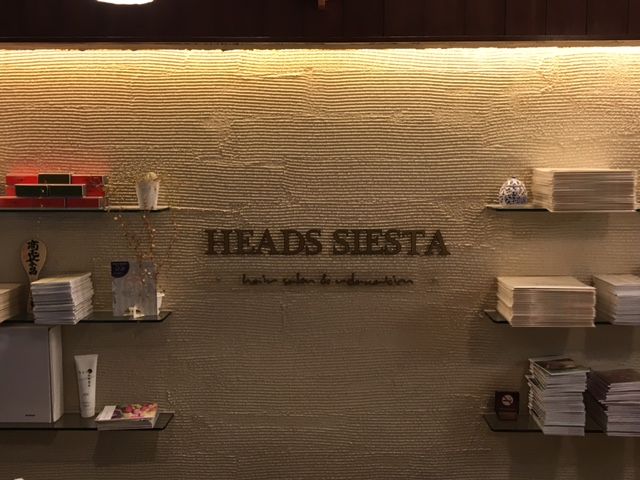 HEADS SIESTA
hair salon & relaxation